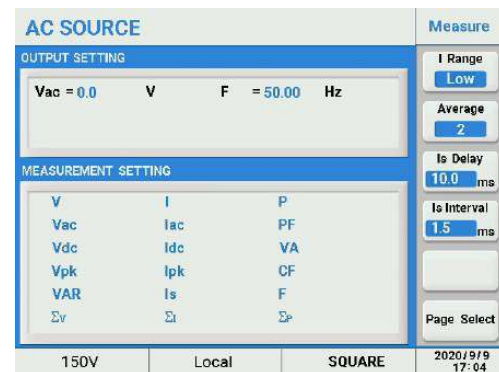 AC SOURCE
Measure
OUTPUT SETTING
Vac = 0.0 V F = 50.00 Hz
MEASUREMENT SETTING
V I P
Vac Iac PF
Vdc Idc VA
Vpk Ipk CF
VAR Is F
Σv Σı Σᴘ
I Range
Low
Average
2
Is Delay
10.0 ms
Is Interval
1.5 ms
Page Select
150V Local SQUARE
2020/9/9
17:04